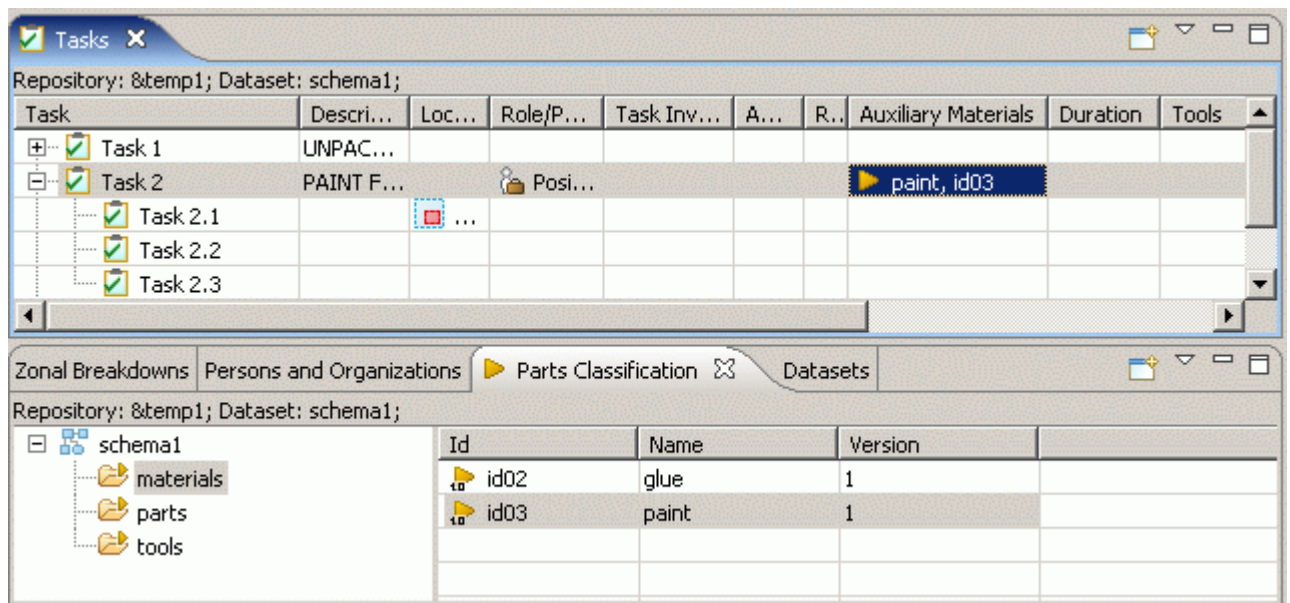 Tasks
Repository: &temp1; Dataset: schema1;
Task Descri... Loc... Role/P... Task Inv... A... R.. Auxiliary Materials Duration Tools
Task 1 UNPAC...
Task 2 PAINT F... Posi... paint, id03
Task 2.1 ...
Task 2.2
Task 2.3
Zonal Breakdowns Persons and Organizations Parts Classification Datasets
Repository: &temp1; Dataset: schema1;
schema1 Id Name Version
materials id02 glue 1
parts id03 paint 1
tools